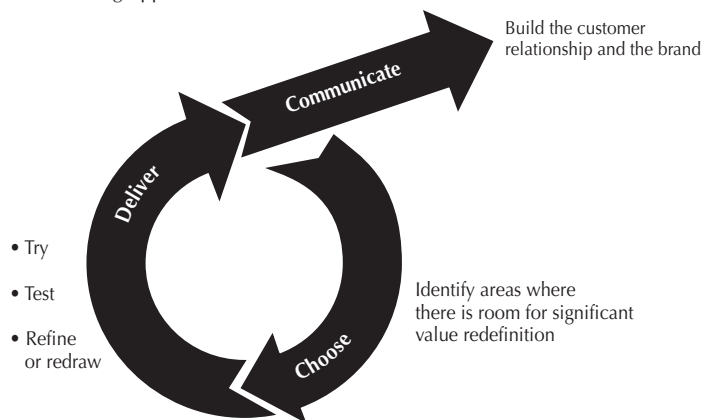 Build the customer
relationship and the brand
Communicate
Deliver
• Try
• Test
• Refine
or redraw
Identify areas where
there is room for significant
value redefinition
Choose